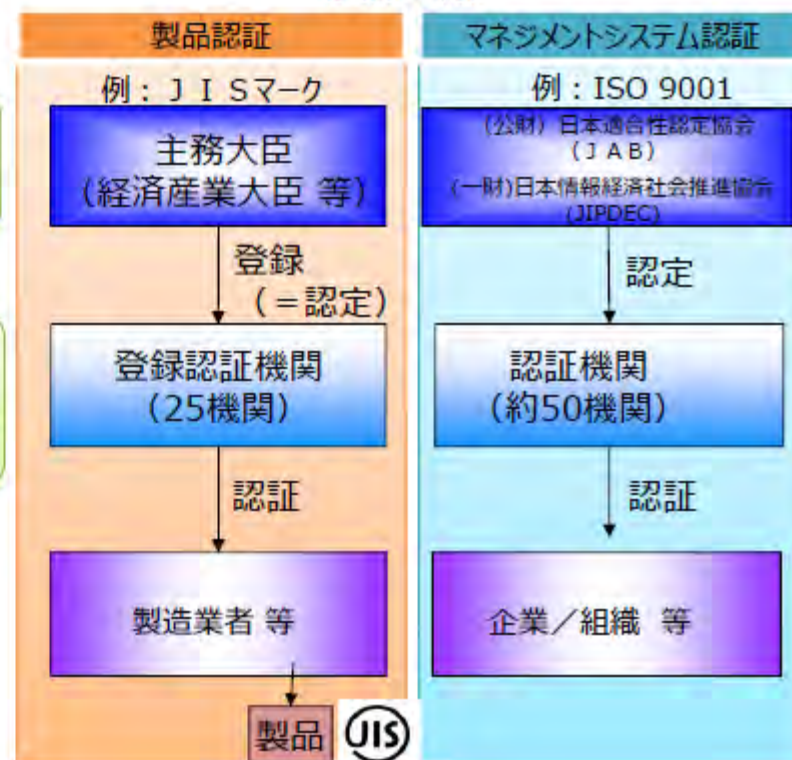 製品認証
例：ＪＩＳマーク
主務大臣
(経済産業大臣 等)
登録
（＝認定）
登録認証機関
（25機関）
認証
製造業者 等
製品
JIS
マネジメントシステム認証
例：ISO 9001
(公財) 日本適合性認定協会
(ＪＡＢ)
(一財)日本情報経済社会推進協会
(JIPDEC)
認定
認証機関
（約50機関）
認証
企業／組織 等